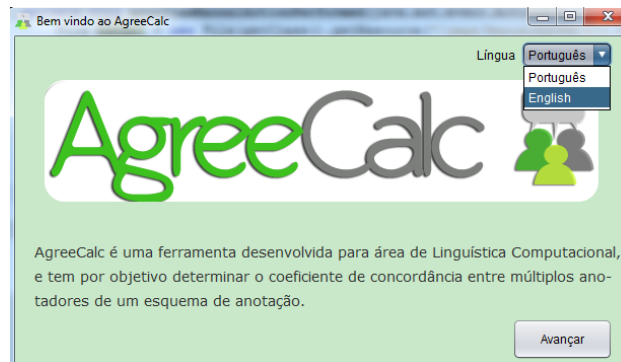 Bem vindo ao AgreeCalc
Língua Português
Português
English
AgreeCalc
AgreeCalc é uma ferramenta desenvolvida para área de Linguística Computacional,
e tem por objetivo determinar o coeficiente de concordância entre múltiplos ano-
tadores de um esquema de anotação.
Avançar